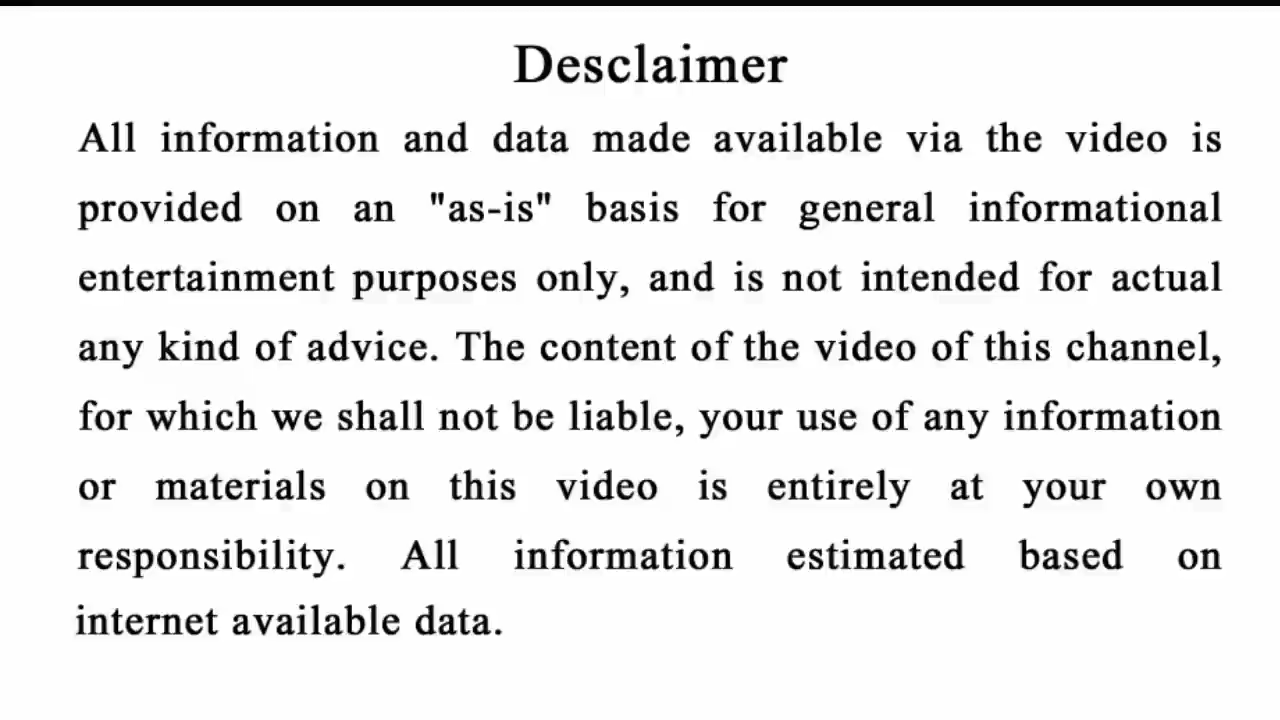 Desclaimer
All information and data made available via the video is
provided on an "as-is" basis for general informational
entertainment purposes only, and is not intended for actual
any kind of advice. The content of the video of this channel,
for which we shall not be liable, your use of any information
or materials on this video is entirely at your own
responsibility. All information estimated based on
internet available data.